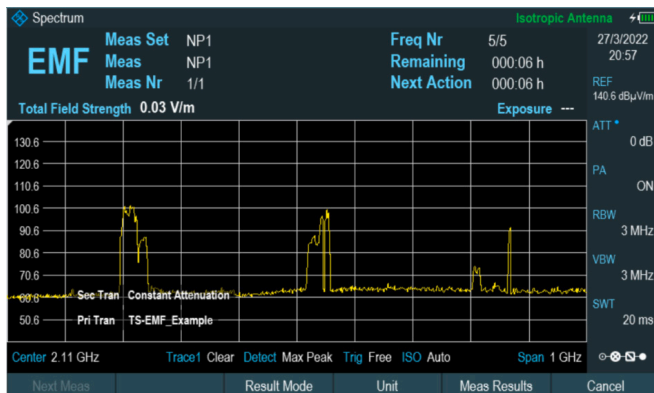 Spectrum Isotropic Antenna
EMF
Meas Set NP1 Freq Nr 5/5 27/3/2022
Meas NP1 Remaining 000:06 h 20:57
Meas Nr 1/1 Next Action 000:06 h REF
140.6 dBµV/m
Total Field Strength 0.03 V/m Exposure ---
ATT
130.6 0 dB
120.6
PA
110.6 ON
100.6 RBW
90.6 3 MHz
80.6
VBW
70.6 3 MHz
60.6 Sec Tran Constant Attenuation
SWT
50.6 Pri Tran TS-EMF_Example 20 ms
Center 2.11 GHz Trace1 Clear Detect Max Peak Trig Free ISO Auto Span 1 GHz
Next Meas Result Mode Unit Meas Results Cancel